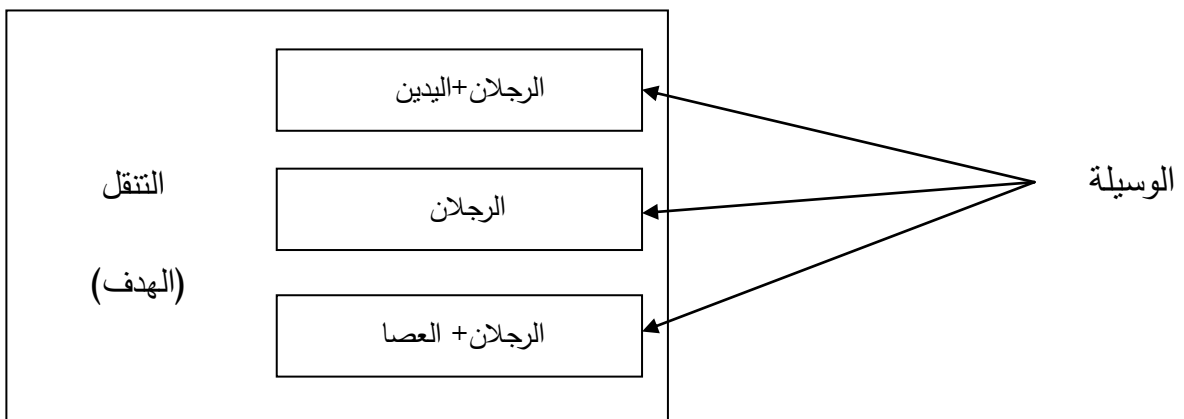 الرجلان+اليدين
الوسيلة
التنقل
الرجلان
(الهدف)
الرجلان+ العصا